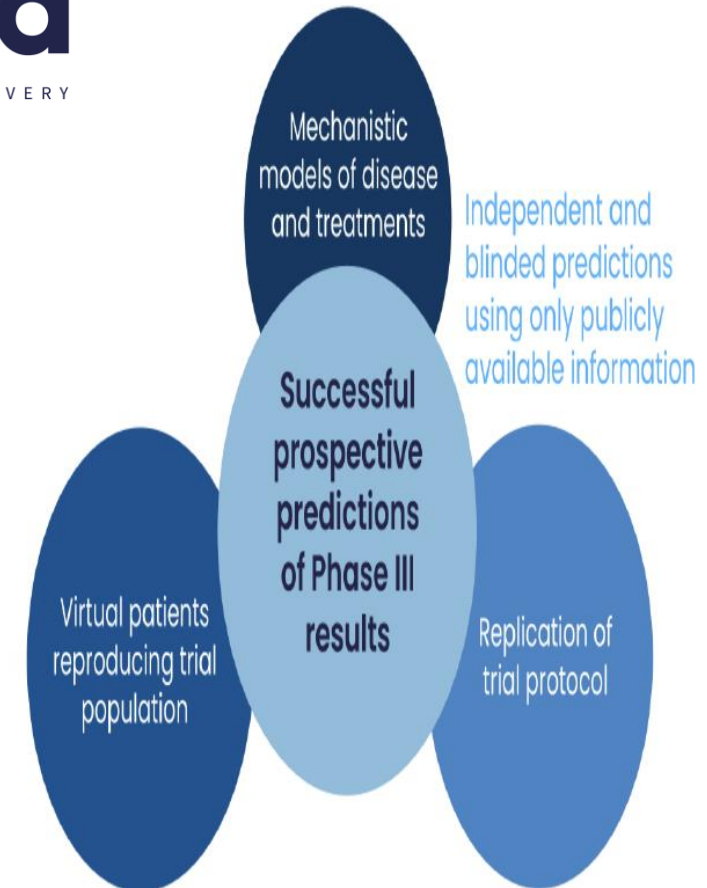 a
VERY
Mechanistic
models of disease
and treatments
Independent and
blinded predictions
using only publicly
available information
Successful
prospective
predictions
of Phase III
results
Virtual patients
reproducing trial
population
Replication of
trial protocol